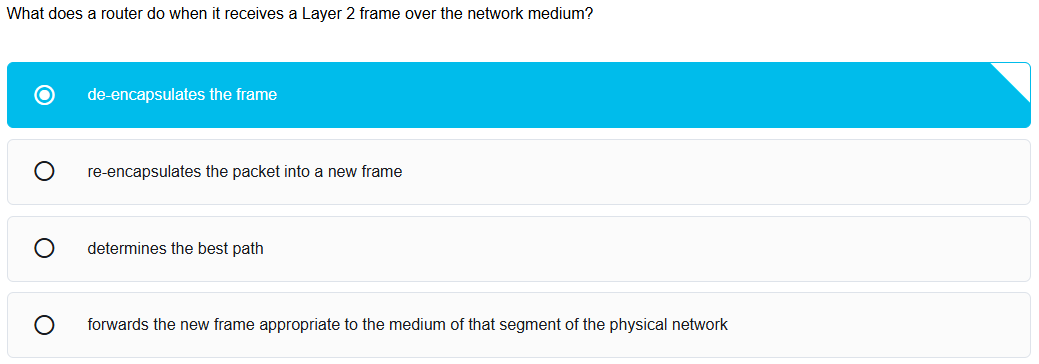 What does a router do when it receives a Layer 2 frame over the network medium?
de-encapsulates the frame
re-encapsulates the packet into a new frame
determines the best path
forwards the new frame appropriate to the medium of that segment of the physical network